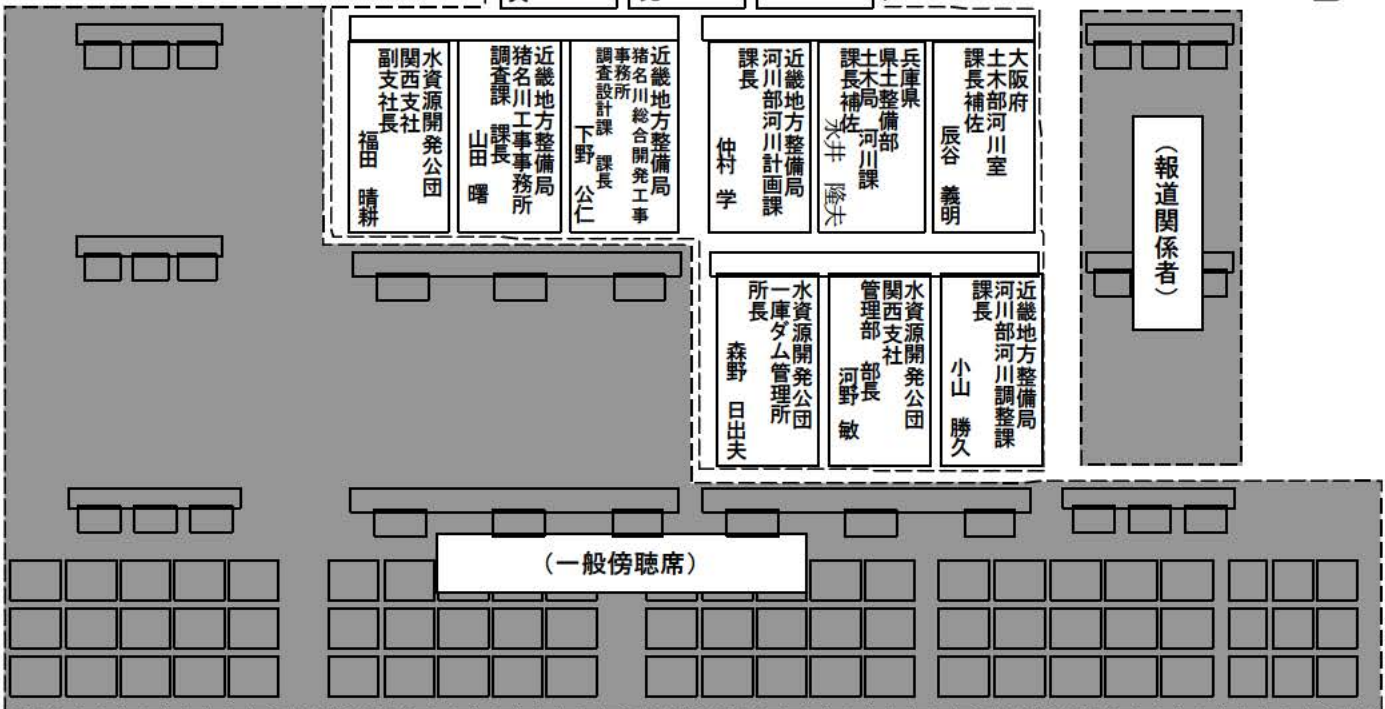 水資源開発公団
関西支社
副支社長
福田 晴耕
近畿地方整備局
猪名川工事事務所
調査課 課長
山田 曙
近畿地方整備局
猪名川総合開発工事
事務所
調査設計課 課長
下野 公仁
近畿地方整備局
河川部河川計画課
課長
仲村 学
兵庫県
県土整備部
土木局 河川課
課長補佐
永井 隆夫
大阪府
土木部河川室
課長補佐
辰谷 義明
(報道関係者)
水資源開発公団
一庫ダム管理所
所長
森野 日出夫
水資源開発公団
関西支社
管理部 部長
河野 敏
近畿地方整備局
河川部河川調整課
課長
小山 勝久
(一般傍聴席)